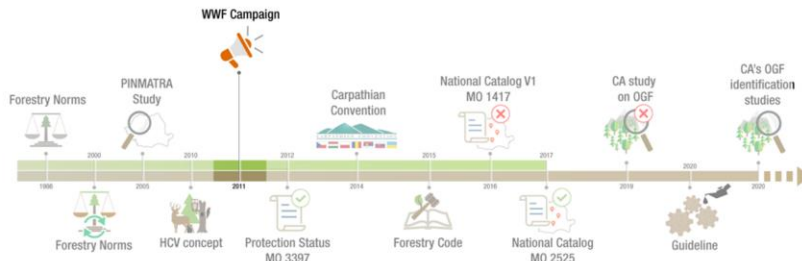 WWF Campaign
Forestry Norms
PINMATRA
Study
Carpathian
Convention
National Catalog V1
MO 1417
CA study
on OGF
CA's OGF
identification
studies
2000
2010
2012
2015
2017
2020
1986
2005
2011
2014
2016
2019
2020
Forestry Norms
HCV concept
Protection Status
MO 3397
Forestry Code
National Catalog
MO 2525
Guideline